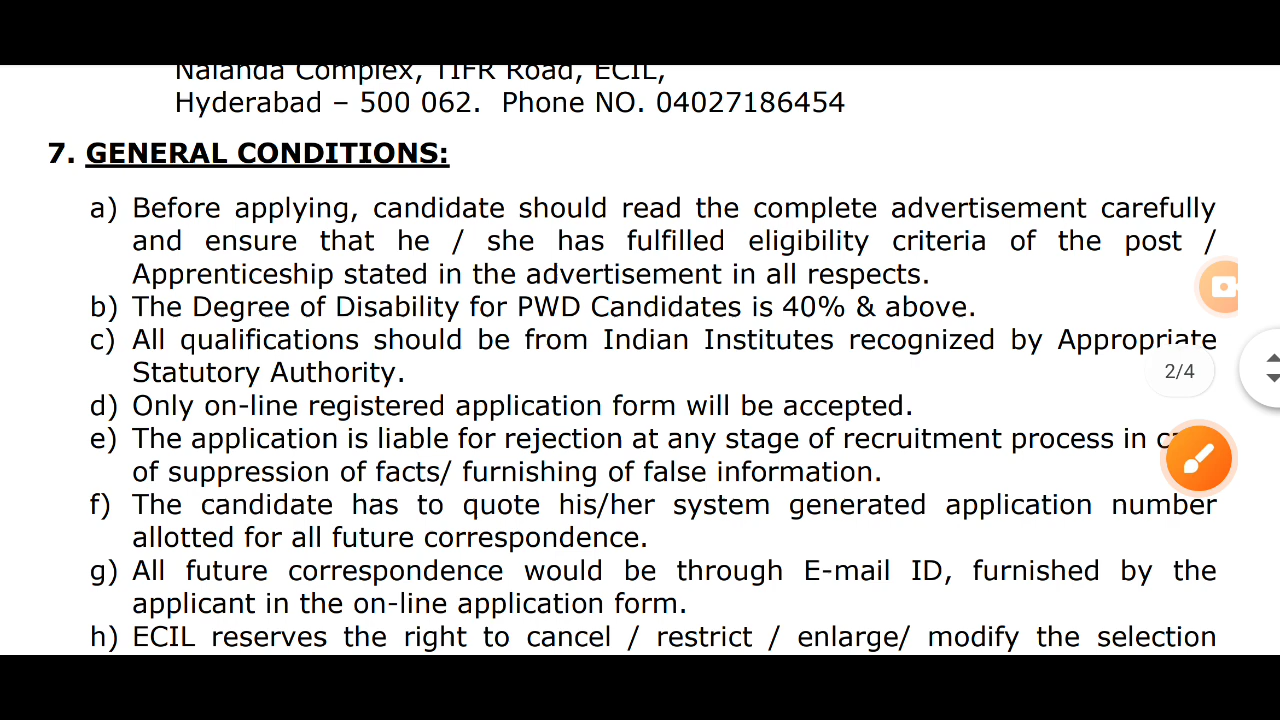 Nalanda Complex, TIFR Road, ECIL,
Hyderabad – 500 062. Phone NO. 04027186454
7. GENERAL CONDITIONS:
a) Before applying, candidate should read the complete advertisement carefully
and ensure that he / she has fulfilled eligibility criteria of the post /
Apprenticeship stated in the advertisement in all respects.
b) The Degree of Disability for PWD Candidates is 40% & above.
c) All qualifications should be from Indian Institutes recognized by Appropriate
Statutory Authority.
2/4
d) Only on-line registered application form will be accepted.
e) The application is liable for rejection at any stage of recruitment process in
of suppression of facts/ furnishing of false information.
f) The candidate has to quote his/her system generated application number
allotted for all future correspondence.
g) All future correspondence would be through E-mail ID, furnished by the
applicant in the on-line application form.
h) ECIL reserves the right to cancel / restrict / enlarge/ modify the selection